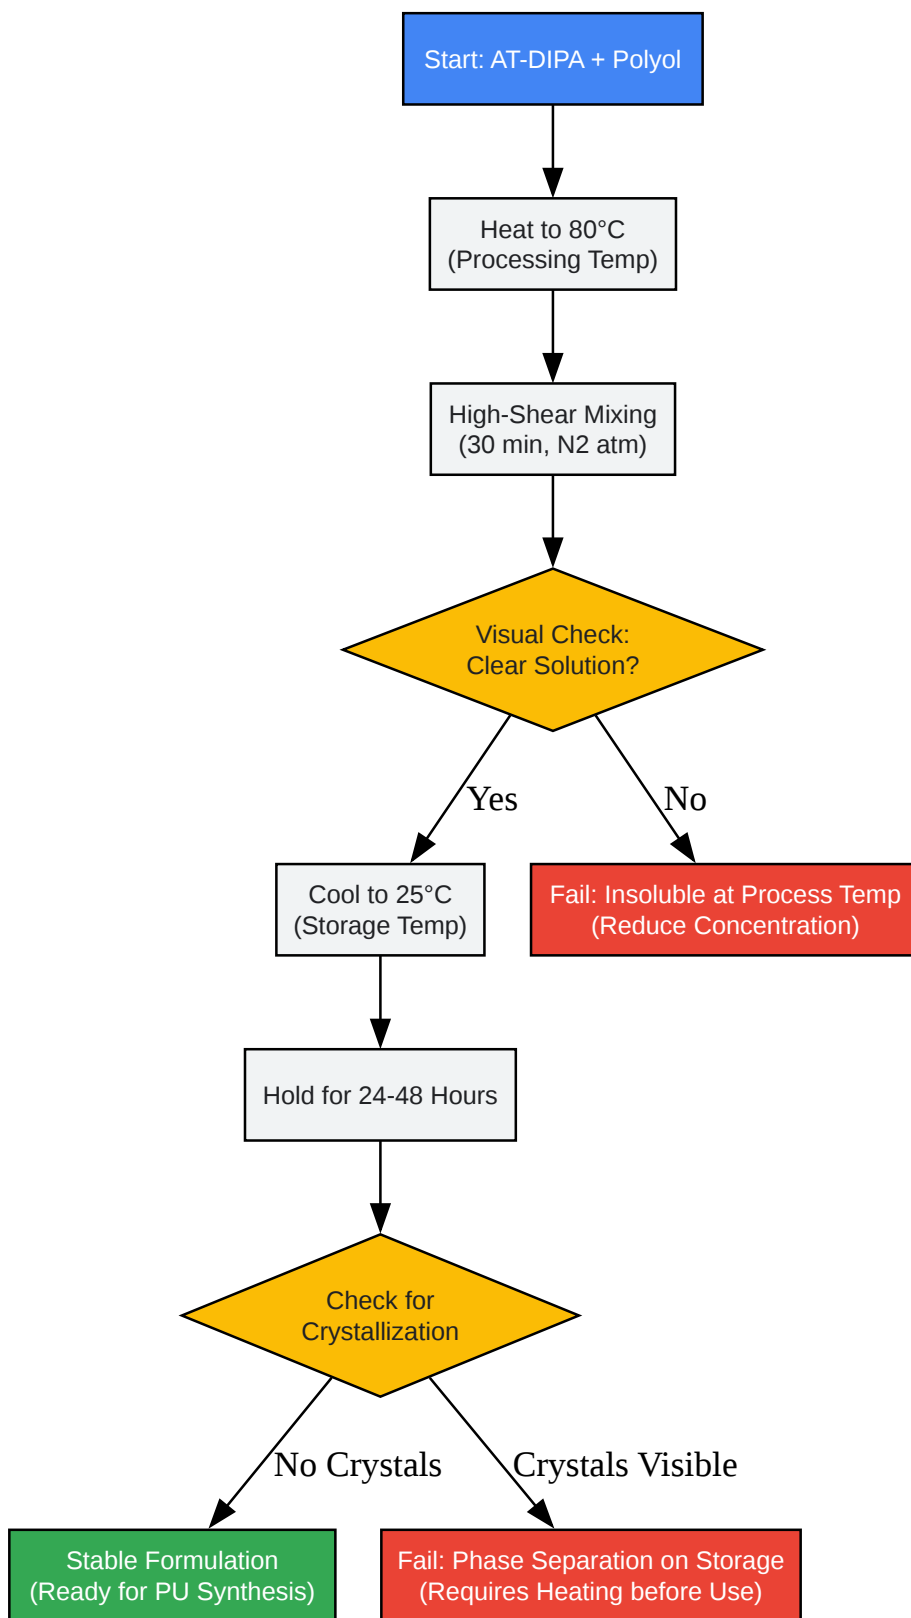 Start: AT-DIPA + Polyol
Heat to 80°C
(Processing Temp)
High-Shear Mixing
(30 min, N2 atm)
Visual Check:
Clear Solution?
Yes
No
Cool to 25°C
(Storage Temp)
Fail: Insoluble at Process Temp
(Reduce Concentration)
Hold for 24-48 Hours
Check for
Crystallization
No Crystals
Crystals Visible
Stable Formulation
(Ready for PU Synthesis)
Fail: Phase Separation on Storage
(Requires Heating before Use)